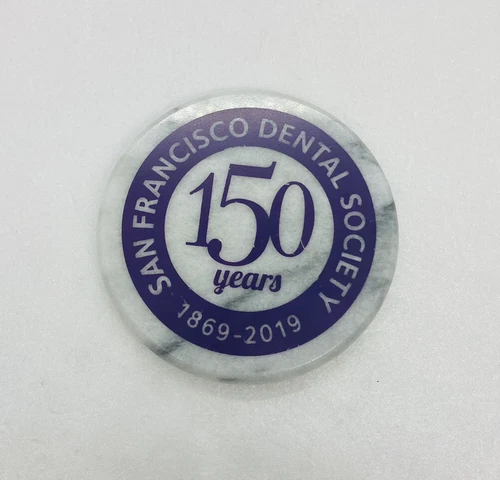 SAN FRANCISCO DENTAL SOCIETY
150
years
1869-2019